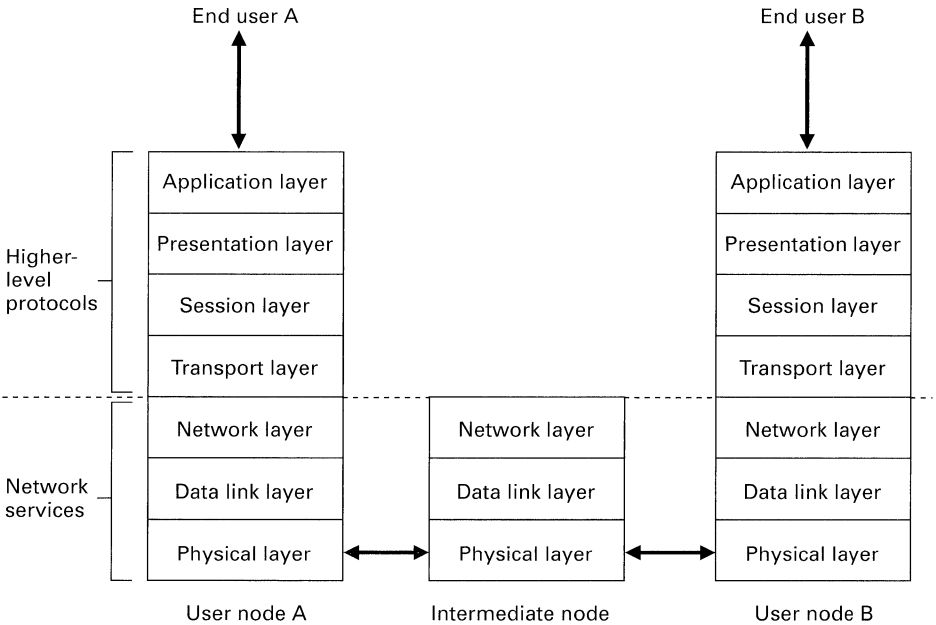 End user A
End user B
Application layer
Application layer
Presentation layer
Presentation layer
Higher-
level
protocols
Session layer
Session layer
Transport layer
Transport layer
Network layer
Network layer
Network layer
Network
services
Data link layer
Data link layer
Data link layer
Physical layer
Physical layer
Physical layer
User node A
Intermediate node
User node B